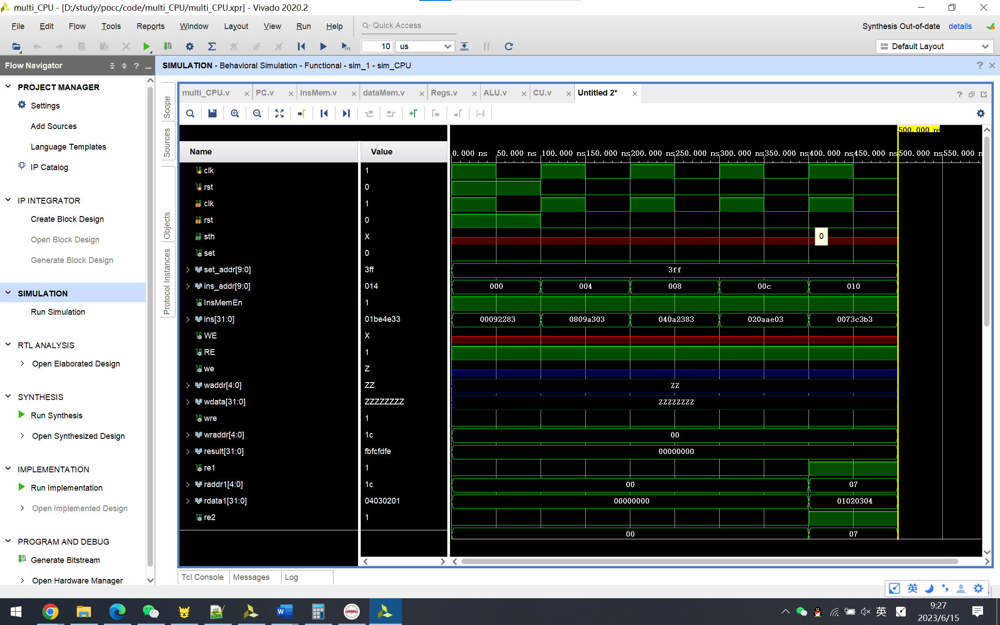 multi_CPU - [D:/study/pocc/code/multi_CPU/multi_CPU.xpr] - Vivado 2020.2
File Edit Flow Tools Reports Window Layout View Run Help Quick Access
Synthesis Out-of-date details
10 us
Default Layout
Flow Navigator
SIMULATION - Behavioral Simulation - Functional - sim_1 - sim_CPU
PROJECT MANAGER
Settings
Add Sources
Language Templates
IP Catalog
IP INTEGRATOR
Create Block Design
Open Block Design
Generate Block Design
SIMULATION
Run Simulation
RTL ANALYSIS
Open Elaborated Design
SYNTHESIS
Run Synthesis
Open Synthesized Design
IMPLEMENTATION
Run Implementation
Open Implemented Design
PROGRAM AND DEBUG
Generate Bitstream
Open Hardware Manager
Scope
Sources
Objects
Protocol Instances
multi_CPU.v PC.v insMem.v dataMem.v Regs.v ALU.v CU.v Untitled 2*
500.000 ns
Name Value
0.000 ns 50.000 ns 100.000 ns 150.000 ns 200.000 ns 250.000 ns 300.000 ns 350.000 ns 400.000 ns 450.000 ns 500.000 ns 550.000 n
clk 1
rst 0
clk 1
rst 0
sth X
0
set 0
set_addr[9:0] 3ff 3ff
ins_addr[9:0] 014 000 004 008 00c 010
InsMemEn 1
ins[31:0] 01be4e33 00092283 0809a303 040a2383 020aae03 0073c3b3
WE X
RE 1
we Z
waddr[4:0] ZZ ZZ
wdata[31:0] ZZZZZZZZ ZZZZZZZZ
wre 1
wraddr[4:0] 1c 00
result[31:0] fbfcfdfe 00000000
re1 1
raddr1[4:0] 1c 00 07
rdata1[31:0] 04030201 00000000 01020304
re2 1
00 07
Tcl Console Messages Log
英
英
9:27
2023/6/15